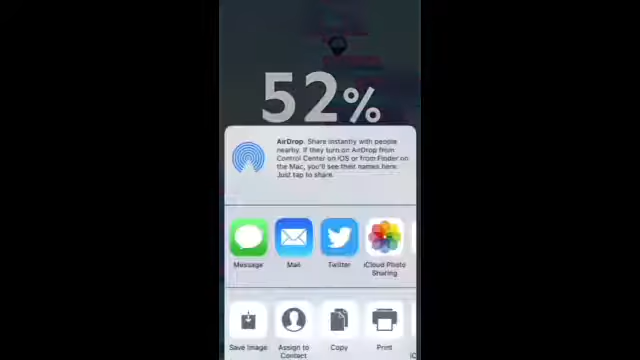 52%
AirDrop. Share instantly with people
nearby. If they turn on AirDrop from
Control Center on iOS or from Finder on
the Mac, you'll see their names here.
Just tap to share.
Message
Mail
Twitter
iCloud Photo
Sharing
Save Image
Assign to
Contact
Copy
Print